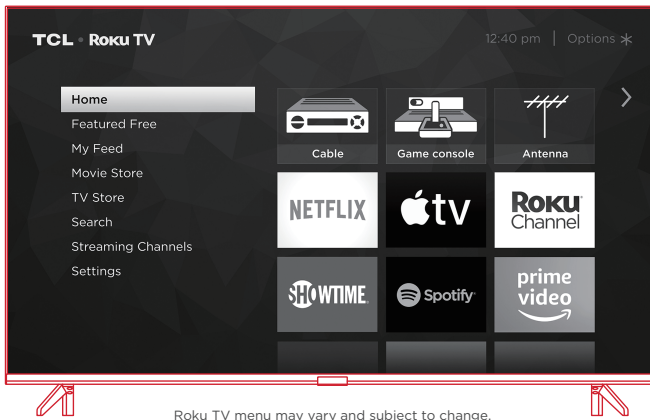 TCL • Roku TV
12:40 pm | Options
Home
Featured Free
My Feed
Movie Store
TV Store
Search
Streaming Channels
Settings
Cable
Game console
Antenna
NETFLIX
tv
Roku
Channel
SHOWTIME
Spotify
prime
video
Roku TV menu may vary and subject to change.